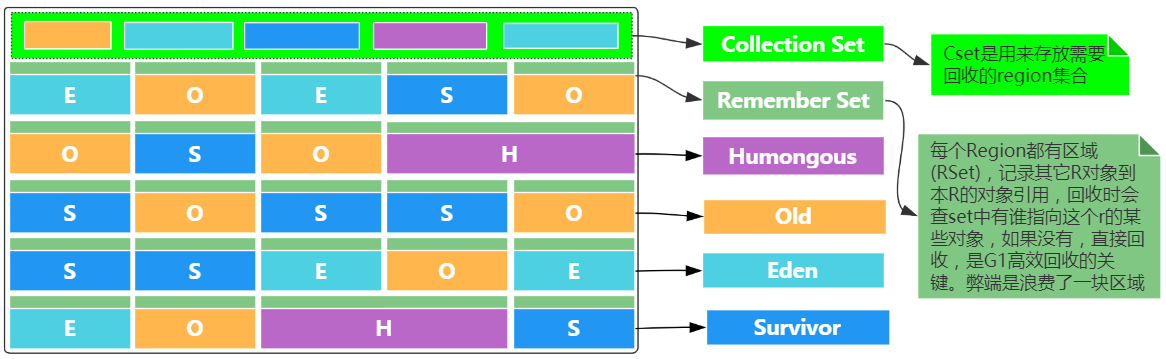 Collection Set
Cset是用来存放需要
回收的region集合
E O E S O
Remember Set
O S O H
Humongous
每个Region都有区域
(RSet)，记录其它R对象到
本R的对象引用，回收时会
查set中有谁指向这个r的某
些对象，如果没有，直接回
收，是G1高效回收的关
键。弊端是浪费了一块区域
S O S S O
Old
S S E O E
Eden
E O H S
Survivor